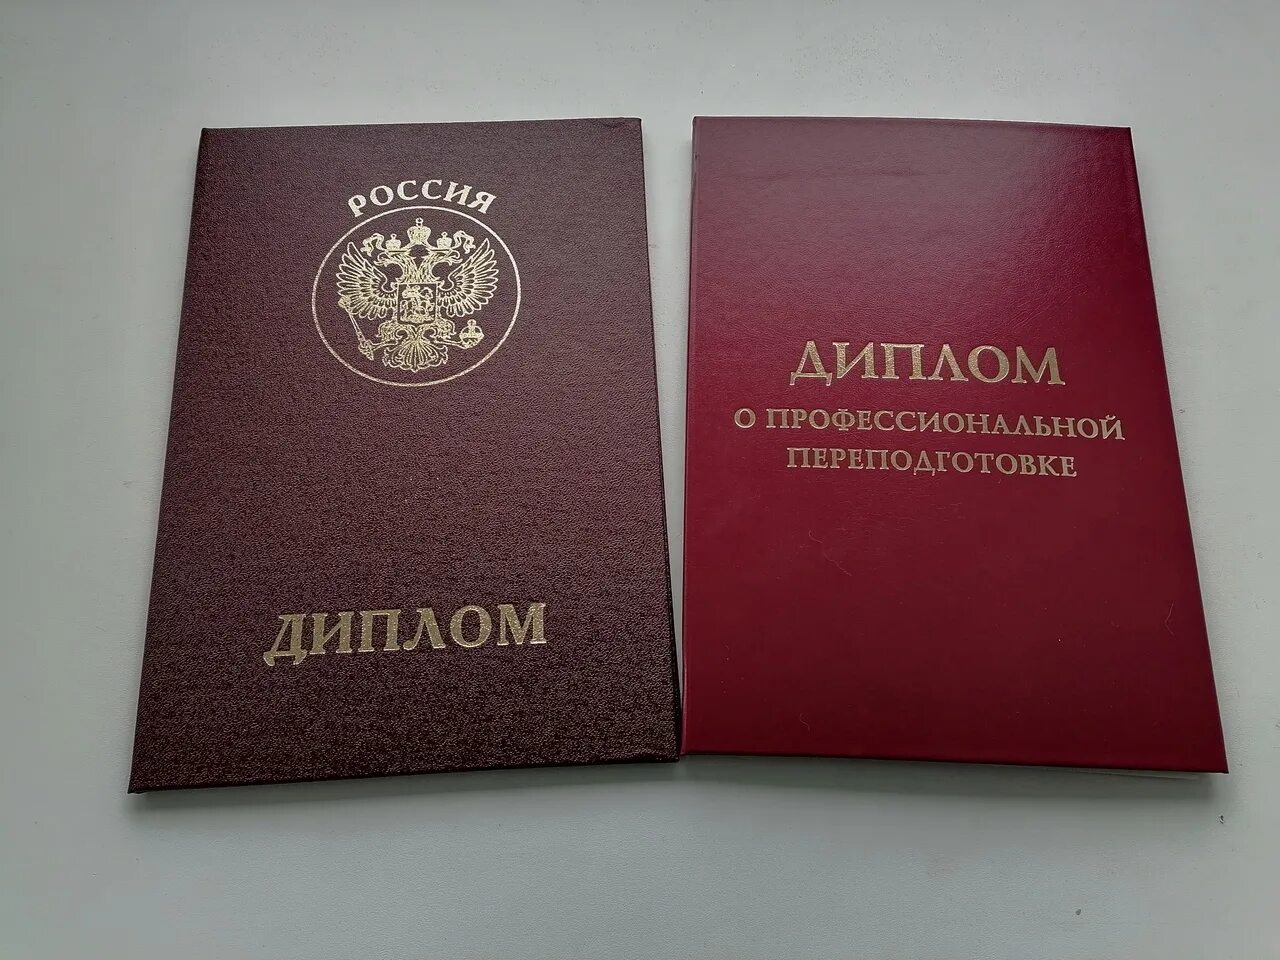 РОССИЯ
ДИПЛОМ
ДИПЛОМ
О ПРОФЕССИОНАЛЬНОЙ
ПЕРЕПОДГОТОВКЕ